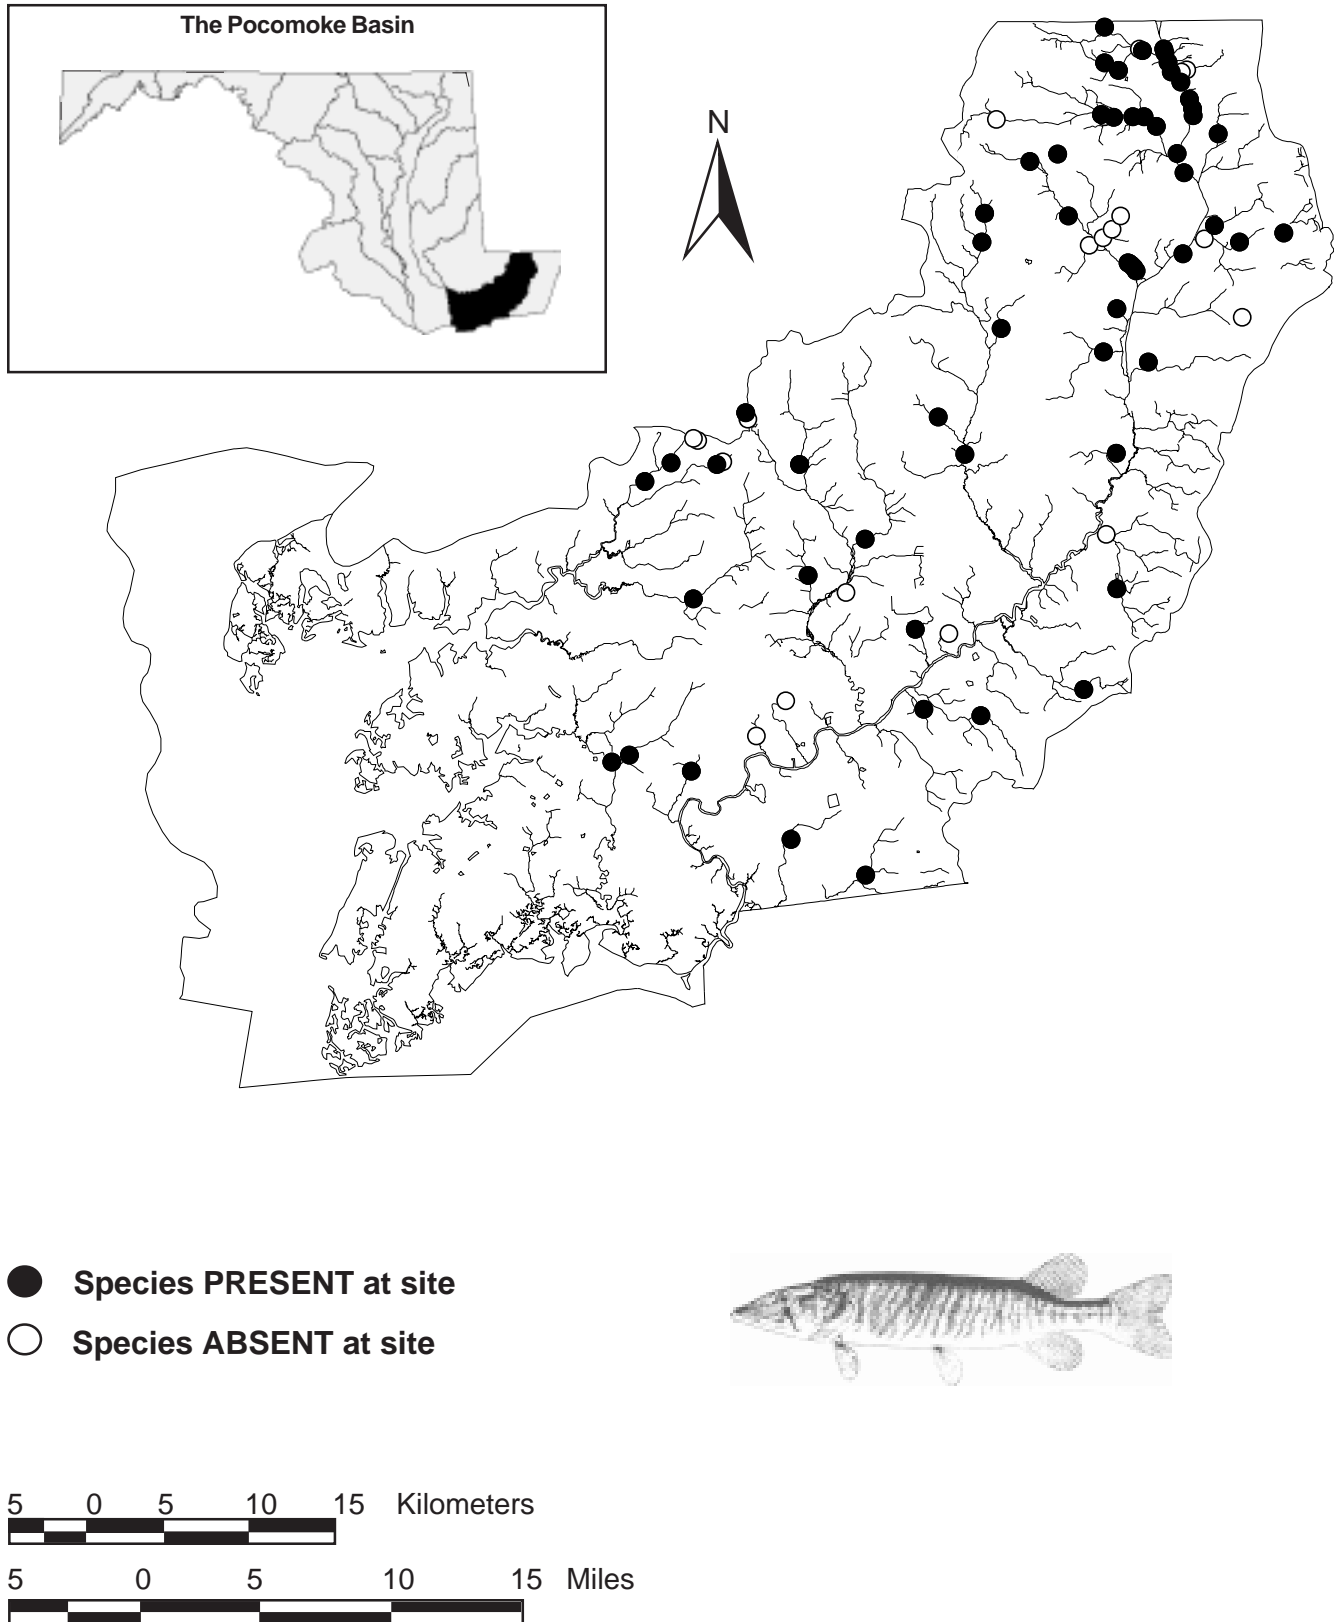 The Pocomoke Basin
N
Species PRESENT at site
Species ABSENT at site
5 0 5 10 15 Kilometers
5 0 5 10 15 Miles